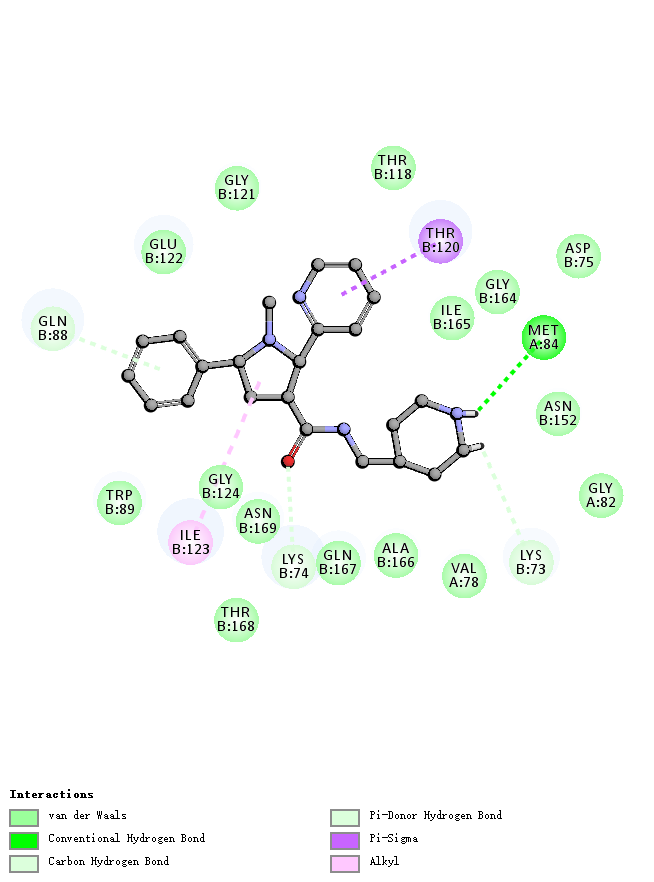 THR
B:118
GLY
B:121
THR
B:120
GLU
B:122
ASP
B:75
GLY
B:164
ILE
B:165
GLN
B:88
MET
A:84
ASN
B:152
GLY
B:124
TRP
B:89
GLY
A:82
ASN
B:169
ILE
B:123
LYS
B:74
GLN
B:167
ALA
B:166
LYS
B:73
VAL
A:78
THR
B:168
Interactions
van der Waals
Conventional Hydrogen Bond
Carbon Hydrogen Bond
Pi-Donor Hydrogen Bond
Pi-Sigma
Alkyl